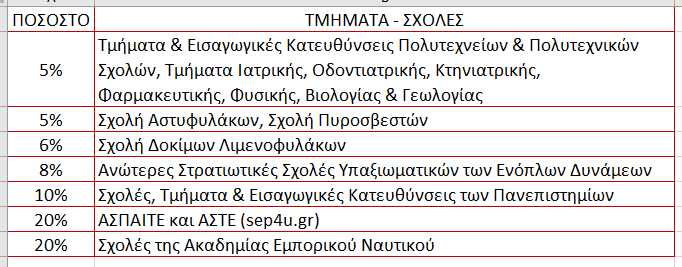 ΠΟΣΟΣΤΟ ΤΜΗΜΑΤΑ - ΣΧΟΛΕΣ
5% Τμήματα & Εισαγωγικές Κατευθύνσεις Πολυτεχνείων & Πολυτεχνικών
Σχολών, Τμήματα Ιατρικής, Οδοντιατρικής, Κτηνιατρικής,
Φαρμακευτικής, Φυσικής, Βιολογίας & Γεωλογίας
5% Σχολή Αστυφυλάκων, Σχολή Πυροσβεστών
6% Σχολή Δοκίμων Λιμενοφυλάκων
8% Ανώτερες Στρατιωτικές Σχολές Υπαξιωματικών των Ενόπλων Δυνάμεων
10% Σχολές, Τμήματα & Εισαγωγικές Κατευθύνσεις των Πανεπιστημίων
20% ΑΣΠΑΙΤΕ και ΑΣΤΕ (sep4u.gr)
20% Σχολές της Ακαδημίας Εμπορικού Ναυτικού